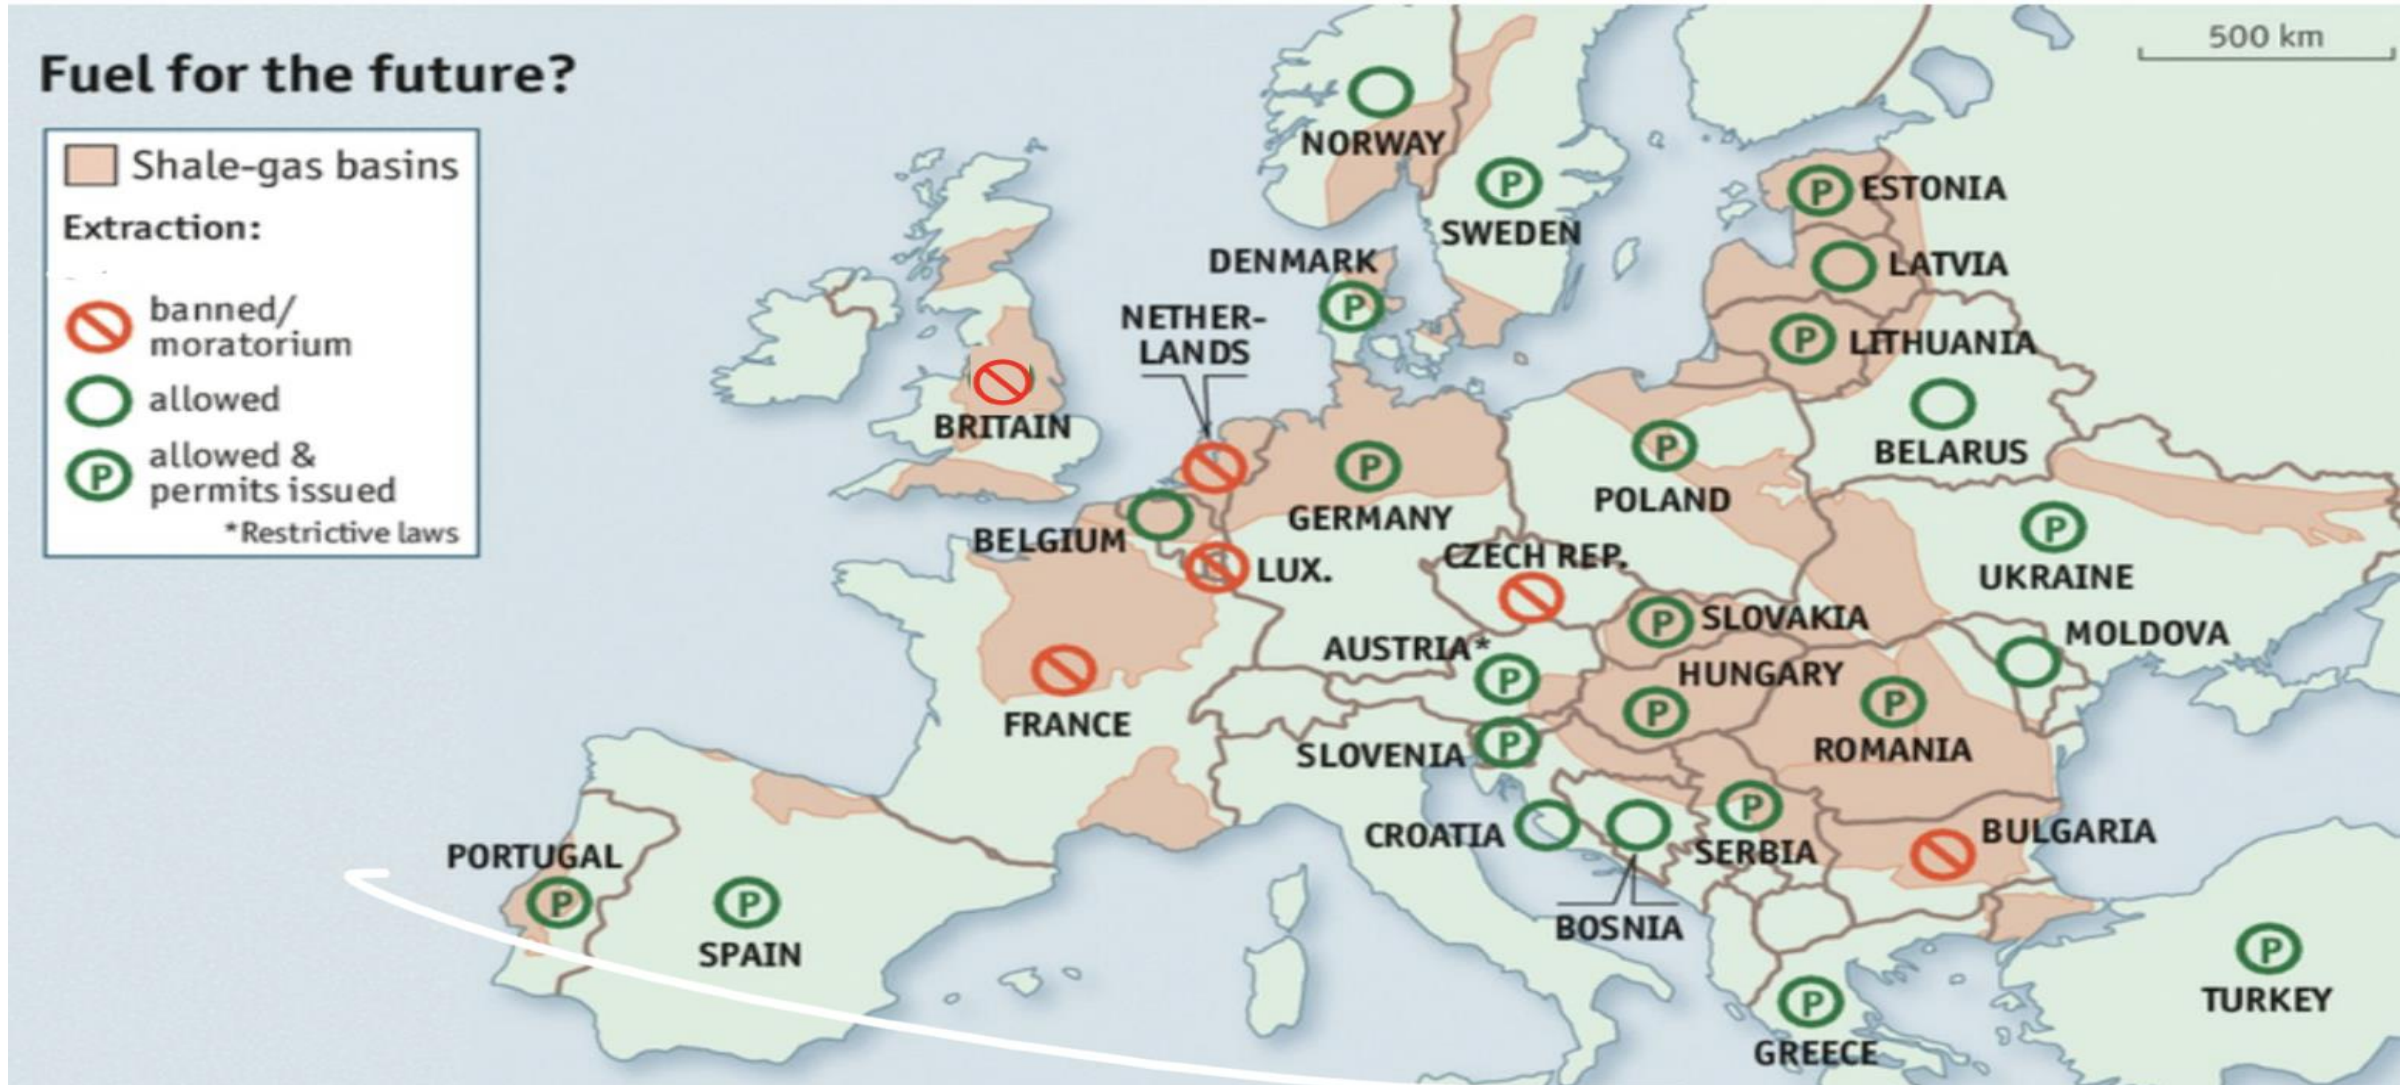 Fuel for the future?
500 km
Shale-gas basins
Extraction:
banned/
moratorium
allowed
P allowed &
permits issued
*Restrictive laws
NORWAY
P
SWEDEN
P ESTONIA
LATVIA
P LITHUANIA
DENMARK
P
NETHER-
LANDS
BRITAIN
BELARUS
P
GERMANY
P
POLAND
BELGIUM
LUX.
CZECH REP.
P
UKRAINE
P SLOVAKIA
MOLDOVA
AUSTRIA*
P
HUNGARY
P
P
ROMANIA
FRANCE
SLOVENIA P
CROATIA
BOSNIA
P
SERBIA
BULGARIA
PORTUGAL
P
P
SPAIN
P
GREECE
P
TURKEY